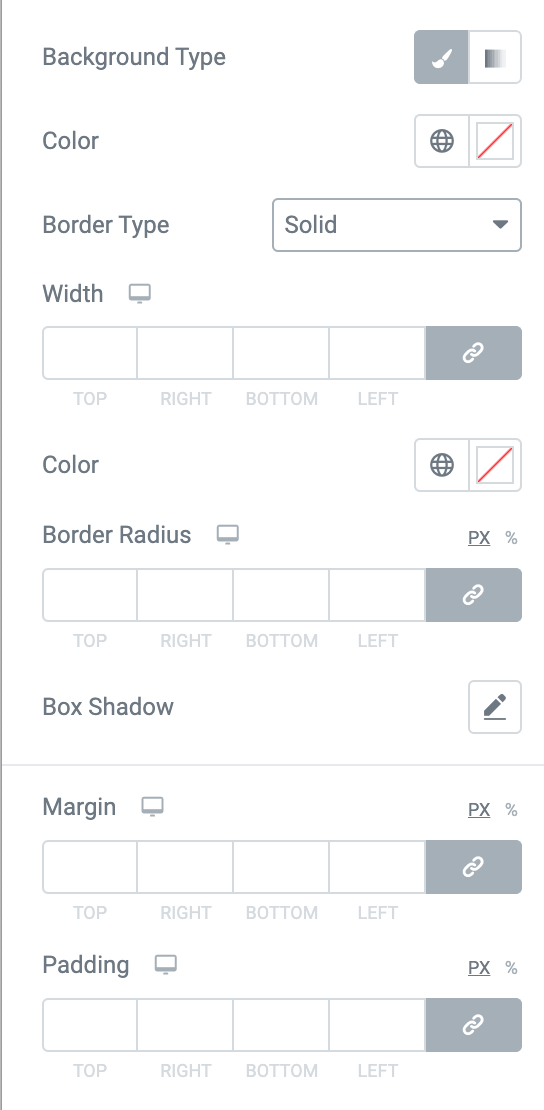 Background Type
Color
Border Type Solid
Width
TOP RIGHT BOTTOM LEFT
Color
Border Radius PX %
TOP RIGHT BOTTOM LEFT
Box Shadow
Margin PX %
TOP RIGHT BOTTOM LEFT
Padding PX %
TOP RIGHT BOTTOM LEFT